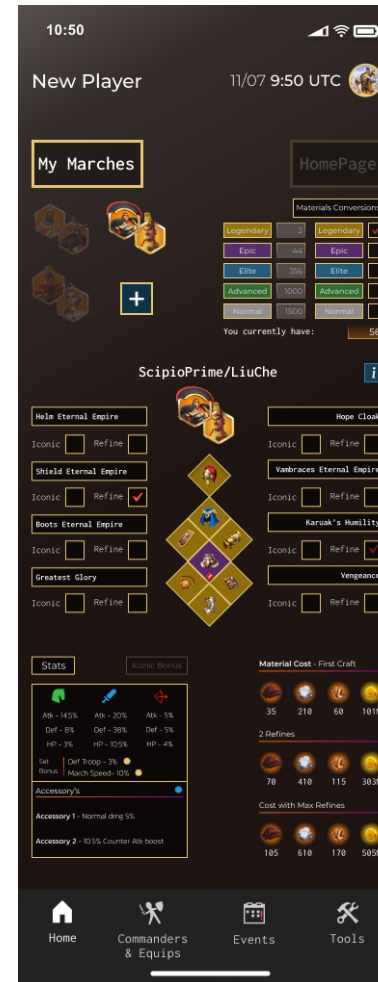 10:50
New Player
11/07 9:50 UTC
My Marches
HomePage
Materials Conversions
Legendary 2 Legendary
Epic 44 Epic
Elite 356 Elite
Advanced 1000 Advanced
Normal 1500 Normal
You currently have: 56
ScipioPrime/LiuChe
i
Helm Eternal Empire
Hope Cloak
Iconic Refine
Iconic Refine
Shield Eternal Empire
Vambraces Eternal Empire
Iconic Refine
Iconic Refine
Boots Eternal Empire
Karuak's Humility
Iconic Refine
Iconic Refine
Greatest Glory
Vengeance
Iconic Refine
Iconic Refine
Stats
Iconic Bonus
Material Cost - First Craft
35 210 60 101M
Atk - 14.5% Atk - 20% Atk - 5%
Def - 8% Def - 38% Def - 5%
HP - 3% HP - 10.5% HP - 4%
Set Bonus
Def Troop - 3%
March Speed- 10%
2 Refines
70 410 115 303M
Accessory's
Accessory 1 - Normal dmg 5%
Accessory 2 - 10.5% Counter Atk boost
Cost with Max Refines
105 610 170 505M
Home
Commanders
& Equips
Events
Tools